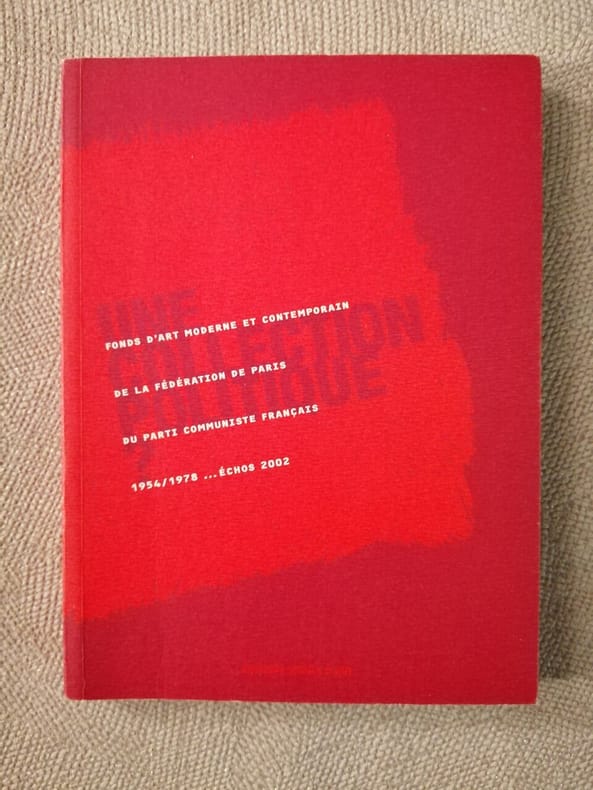 UNE
FONDS D'ART MODERNE ET CONTEMPORAIN
COLLECTION
DE LA FÉDÉRATION DE PARIS
POLITIQUE
DU PARTI COMMUNISTE FRANÇAIS
?
1954/1978 ...ÉCHOS 2002